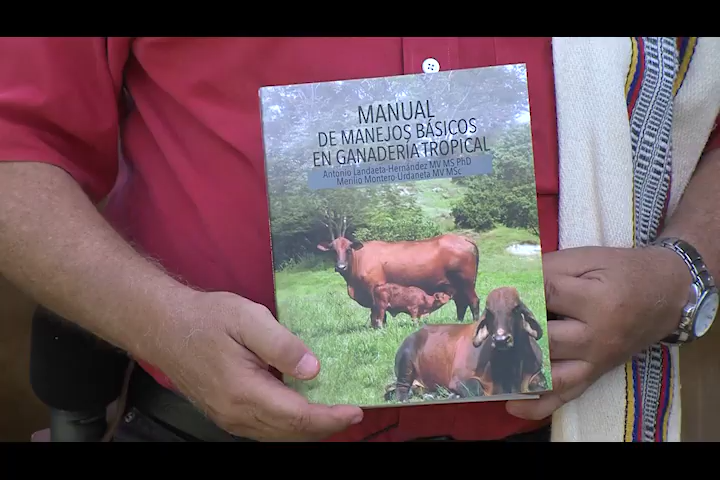 MANUAL
DE MANEJOS BÁSICOS
EN GANADERÍA TROPICAL
Antonio Landaeta-Hernández MV MS PhD
Merilio Montero-Urdaneta MV MSc